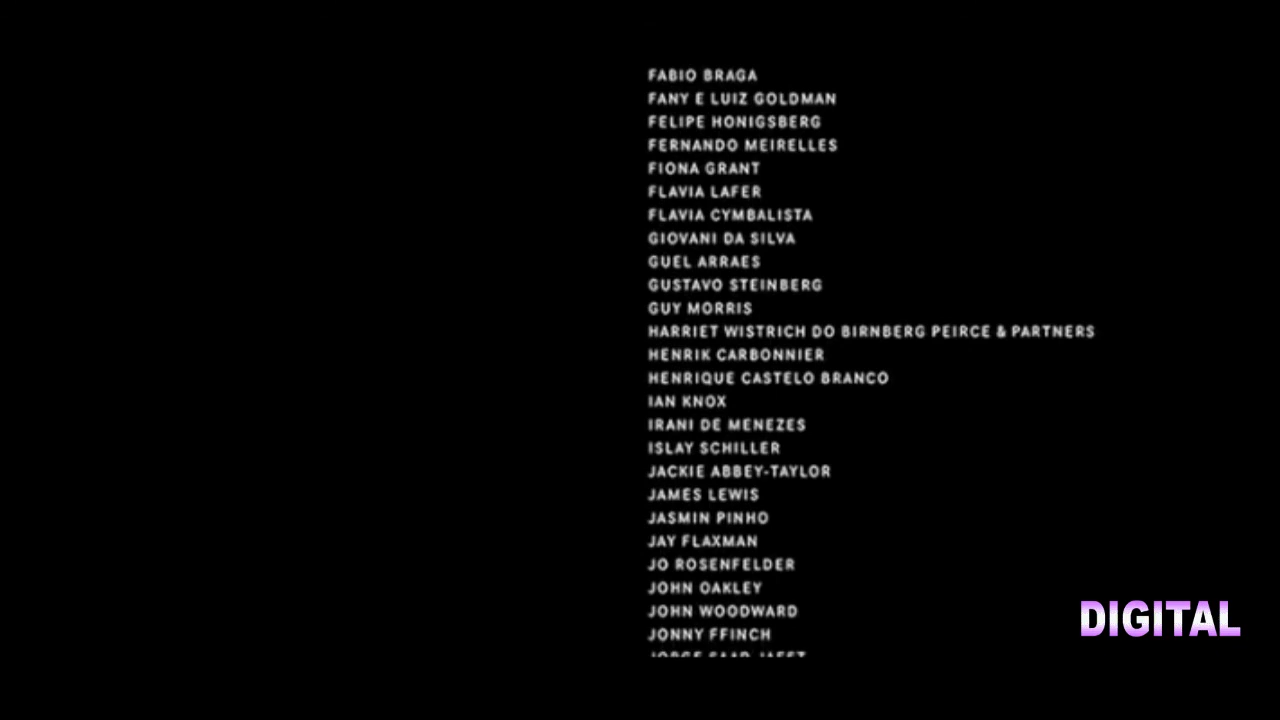 FABIO BRAGA
FANY E LUIZ GOLDMAN
FELIPE HONIGSBERG
FERNANDO MEIRELLES
FIONA GRANT
FLAVIA LAFER
FLAVIA CYMBALISTA
GIOVANI DA SILVA
GUEL ARRAES
GUSTAVO STEINBERG
GUY MORRIS
HARRIET WISTRICH DO BIRNBERG PEIRCE & PARTNERS
HENRIK CARBONNIER
HENRIQUE CASTELO BRANCO
IAN KNOX
IRANI DE MENEZES
ISLAY SCHILLER
JACKIE ABBEY-TAYLOR
JAMES LEWIS
JASMIN PINHO
JAY FLAXMAN
JO ROSENFELDER
JOHN OAKLEY
JOHN WOODWARD
JONNY FFINCH
DIGITAL